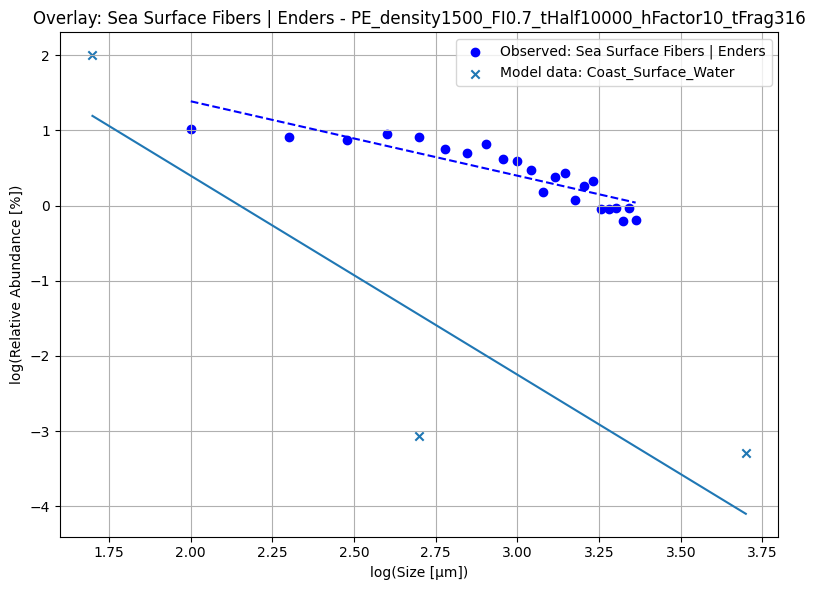 Overlay: Sea Surface Fibers | Enders - PE_density1500_FI0.7_tHalf10000_hFactor10_tFrag316
Observed: Sea Surface Fibers | Enders
Model data: Coast_Surface_Water
log(Relative Abundance [%])
2
1
0
−1
−2
−3
−4
1.75 2.00 2.25 2.50 2.75 3.00 3.25 3.50 3.75
log(Size [µm])